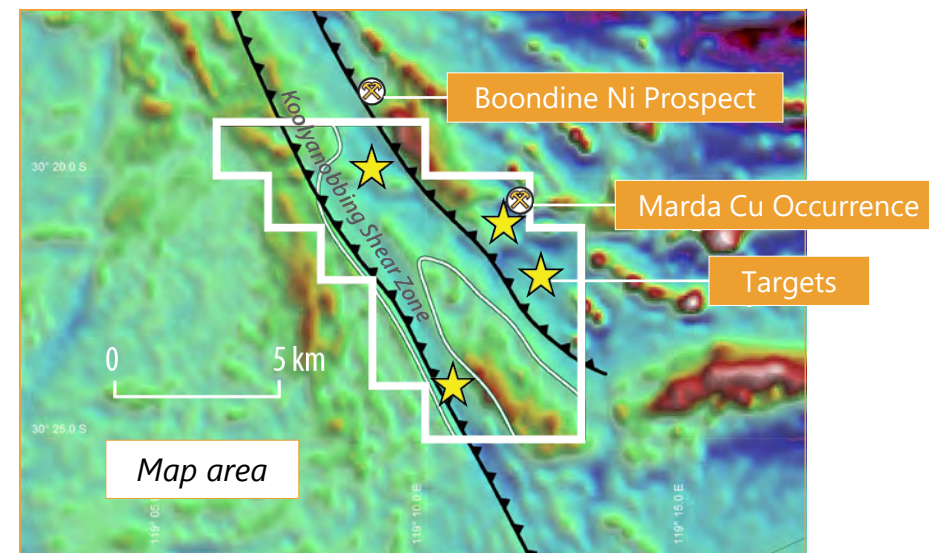 Boondine Ni Prospect
Koolyanobbing Shear Zone
30° 20.0 S
Marda Cu Occurrence
Targets
0 5 km
30° 25.0 S
Map area
119° 10.0 E
119° 15.0 E